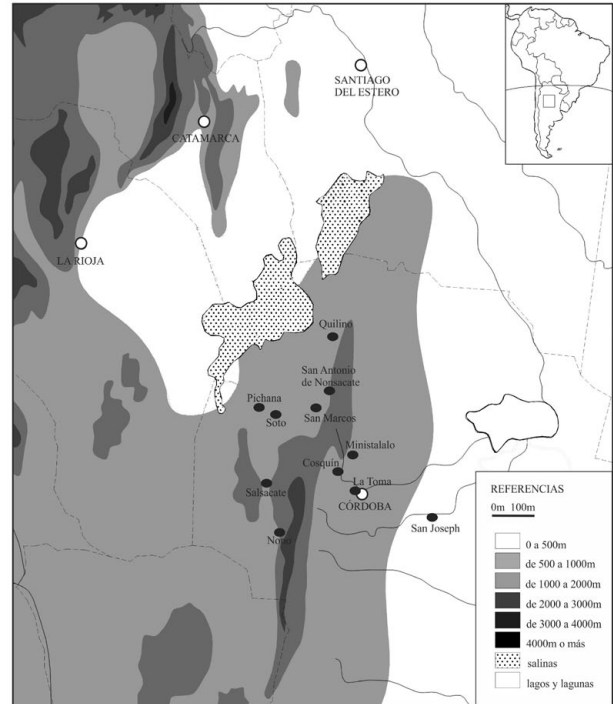 SANTIAGO
DEL ESTERO
CATAMARCA
LA RIOJA
Quilino
San Antonio
de Nonsacate
Pichana
Soto
San Marcos
Ministalalo
Cosquín
La Toma
CÓRDOBA
Salsacate
San Joseph
Nono
REFERENCIAS
0m 100m
0 a 500m
de 500 a 1000m
de 1000 a 2000m
de 2000 a 3000m
de 3000 a 4000m
4000m o más
salinas
lagos y lagunas